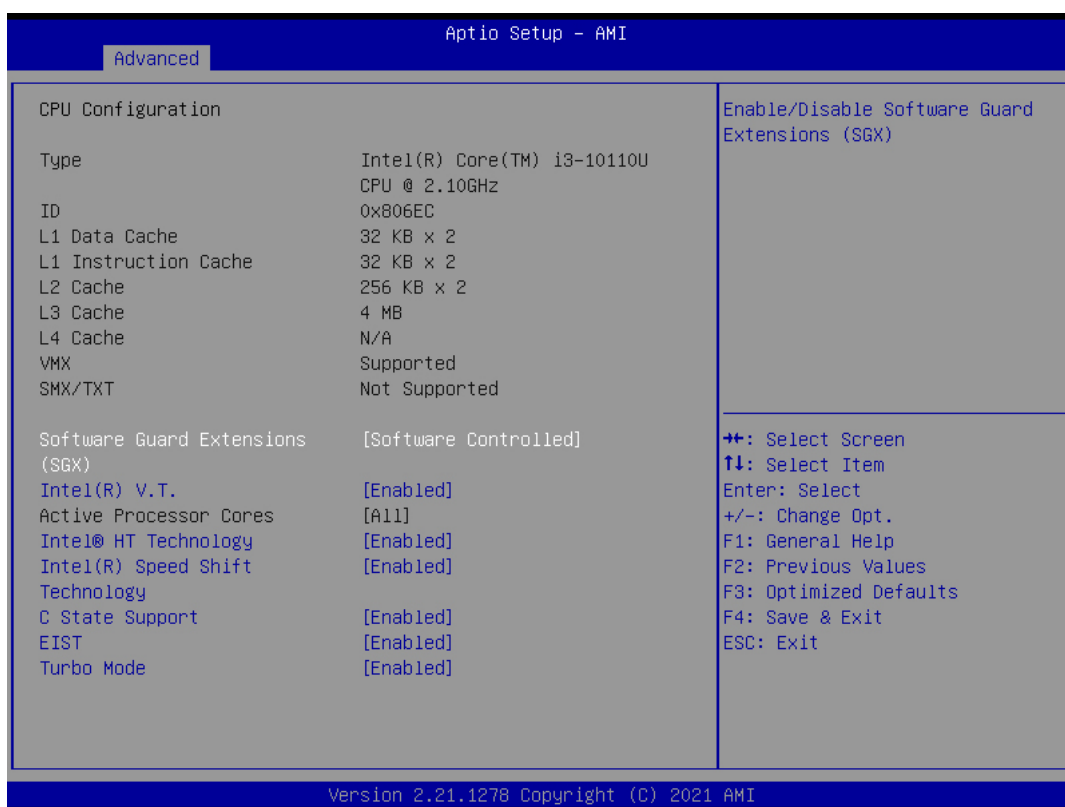 Aptio Setup – AMI
Advanced
CPU Configuration
Type Intel(R) Core(TM) i3-10110U
CPU @ 2.10GHz
ID 0x806EC
L1 Data Cache 32 KB x 2
L1 Instruction Cache 32 KB x 2
L2 Cache 256 KB x 2
L3 Cache 4 MB
L4 Cache N/A
VMX Supported
SMX/TXT Not Supported
Software Guard Extensions [Software Controlled]
(SGX)
Intel(R) V.T. [Enabled]
Active Processor Cores [All]
Intel® HT Technology [Enabled]
Intel(R) Speed Shift [Enabled]
Technology
C State Support [Enabled]
EIST [Enabled]
Turbo Mode [Enabled]
Enable/Disable Software Guard
Extensions (SGX)
→←: Select Screen
↑↓: Select Item
Enter: Select
+/-: Change Opt.
F1: General Help
F2: Previous Values
F3: Optimized Defaults
F4: Save & Exit
ESC: Exit
Version 2.21.1278 Copyright (C) 2021 AMI